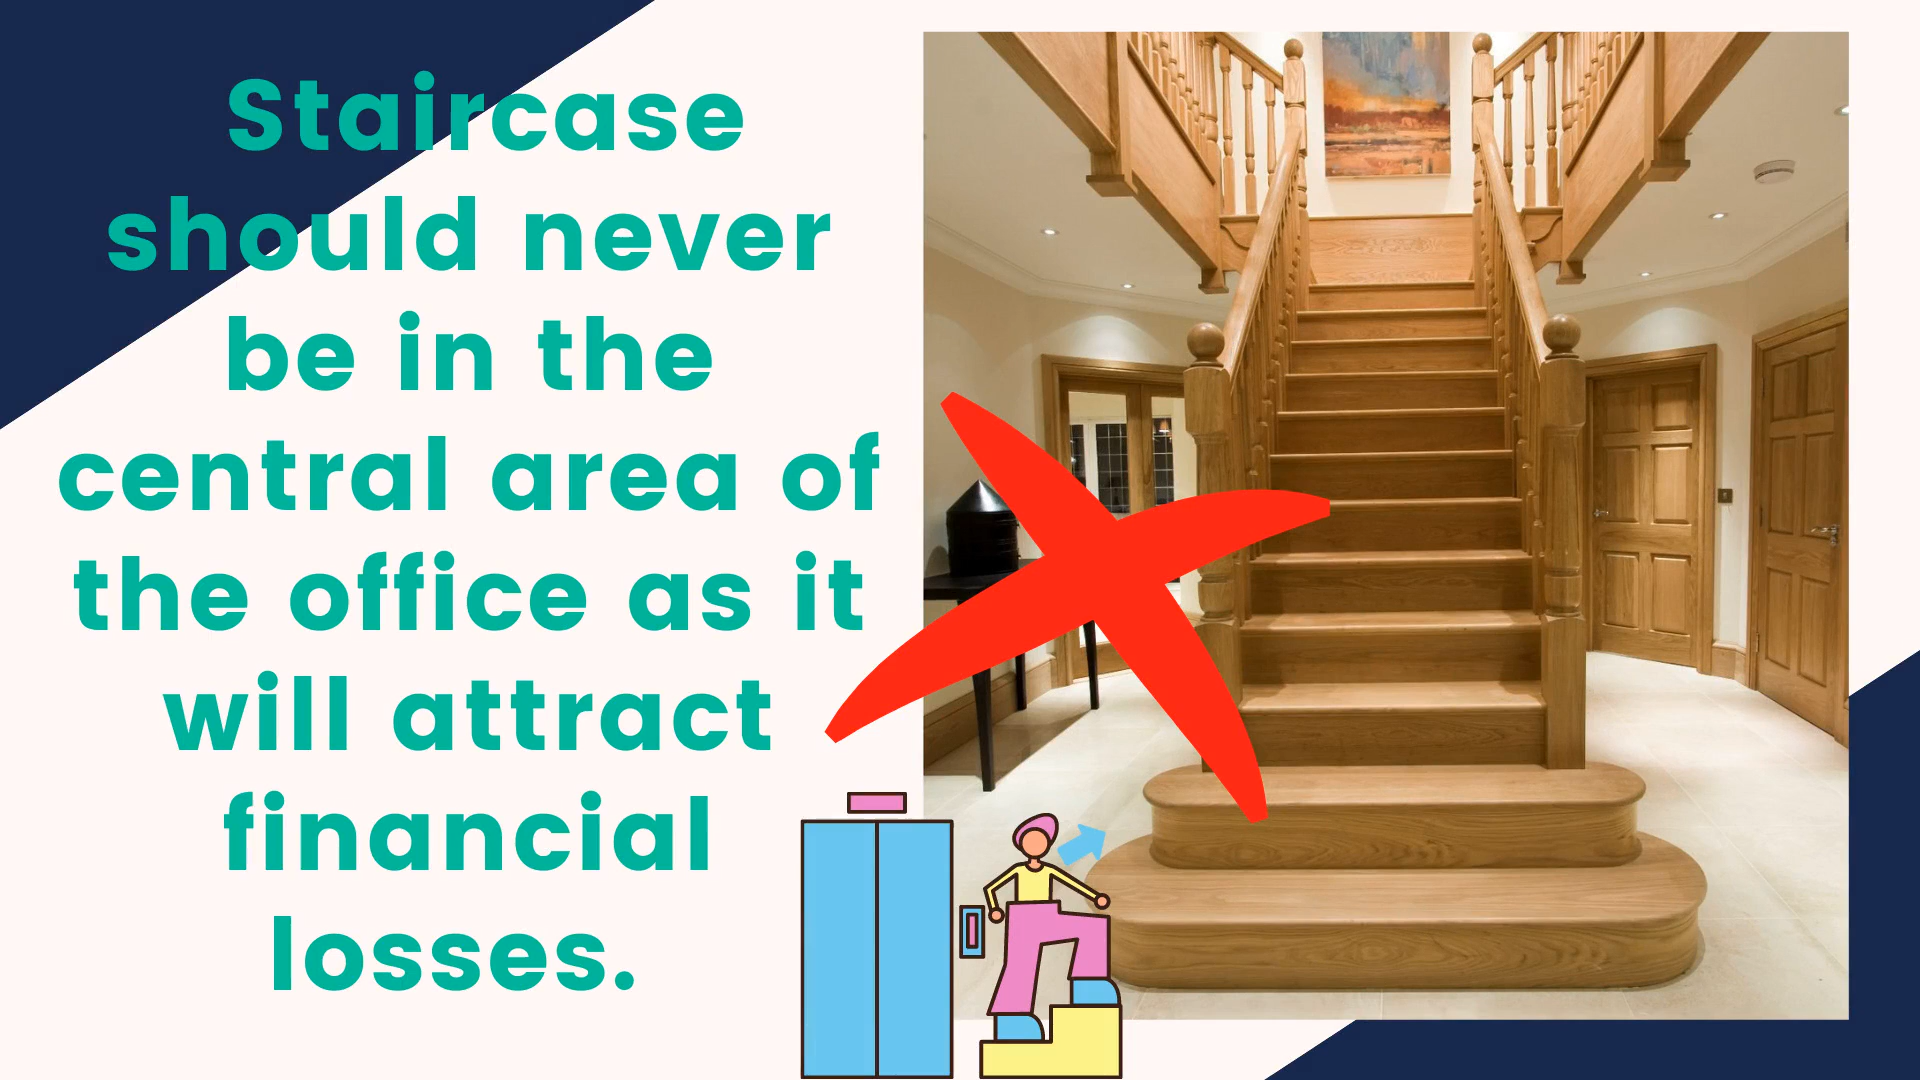 Staircase
should never
be in the
central area of
the office as it
will attract
financial
losses.